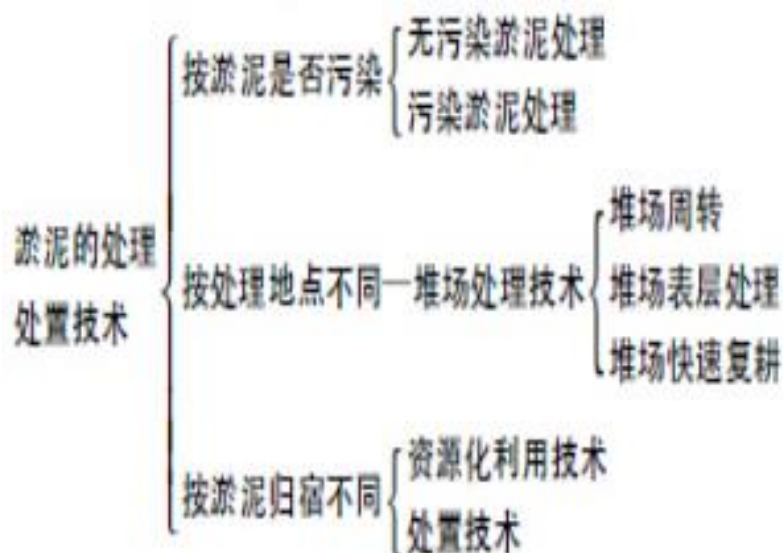 淤泥的处理
处置技术
按淤泥是否污染
无污染淤泥处理
污染淤泥处理
按处理地点不同—堆场处理技术
堆场周转
堆场表层处理
堆场快速复耕
按淤泥归宿不同
资源化利用技术
处置技术